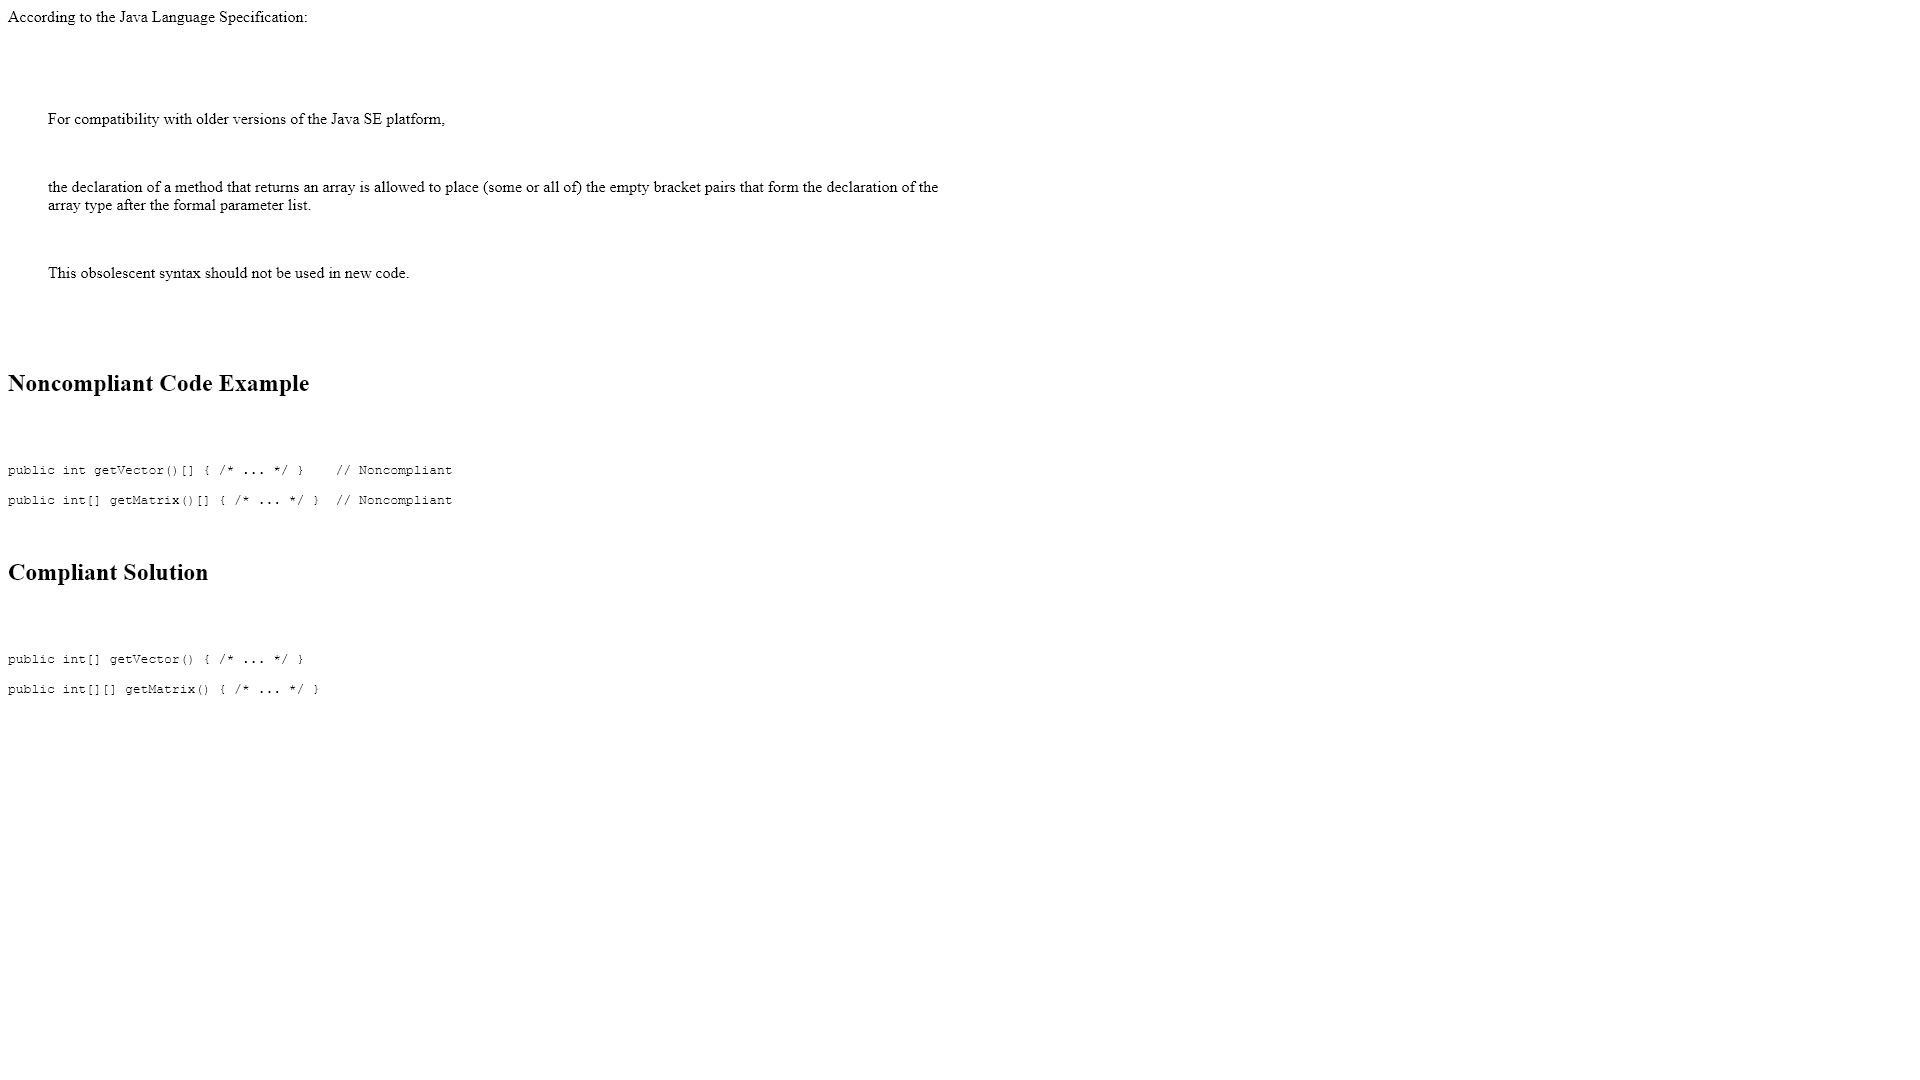 According to the Java Language Specification:
For compatibility with older versions of the Java SE platform,
the declaration of a method that returns an array is allowed to place (some or all of) the empty bracket pairs that form the declaration of the
array type after the formal parameter list.
This obsolescent syntax should not be used in new code.
Noncompliant Code Example
public int getVector()[] { /* ... */ }    // Noncompliant
public int[] getMatrix()[] { /* ... */ }  // Noncompliant
Compliant Solution
public int[] getVector() { /* ... */ }
public int[][] getMatrix() { /* ... */ }